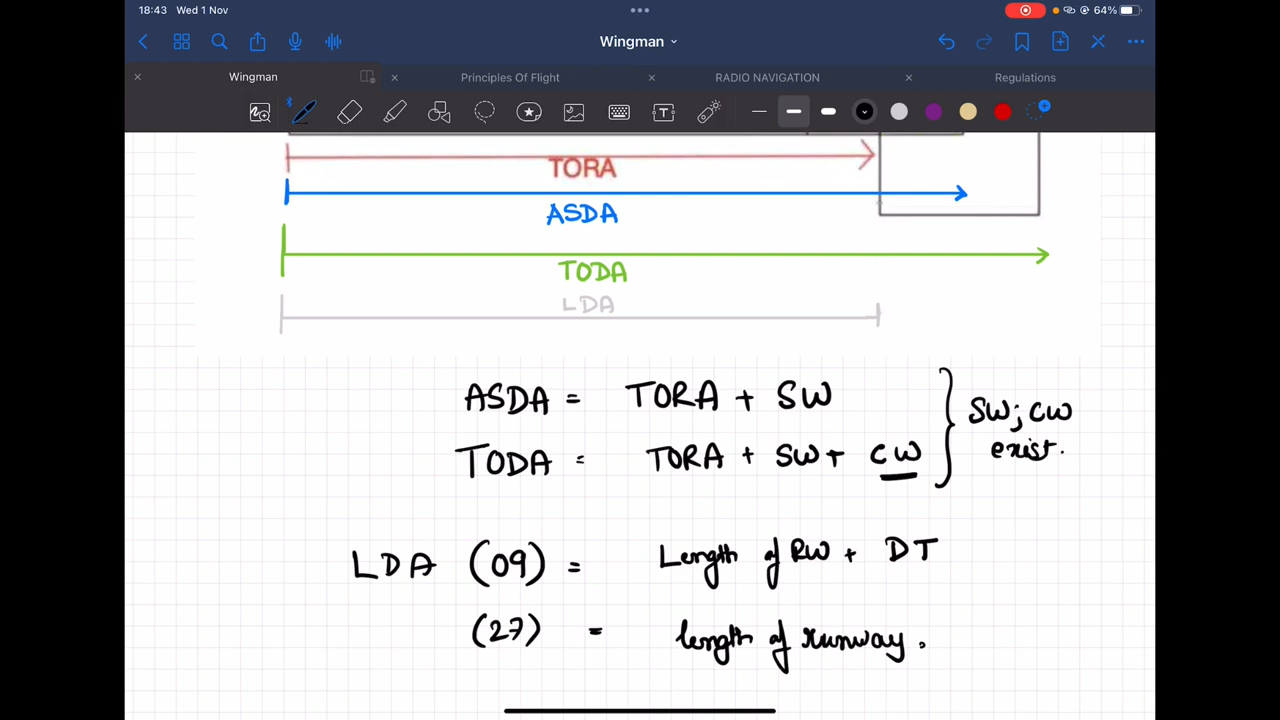 18:43 Wed 1 Nov
64%
Wingman
Wingman Principles Of Flight RADIO NAVIGATION Regulations
TORA
ASDA
TODA
LDA
ASDA = TORA + SW
TODA = TORA + SW + CW
SW; CW
exist.
LDA (09) = Length of RW + DT
(27) = length of runway.